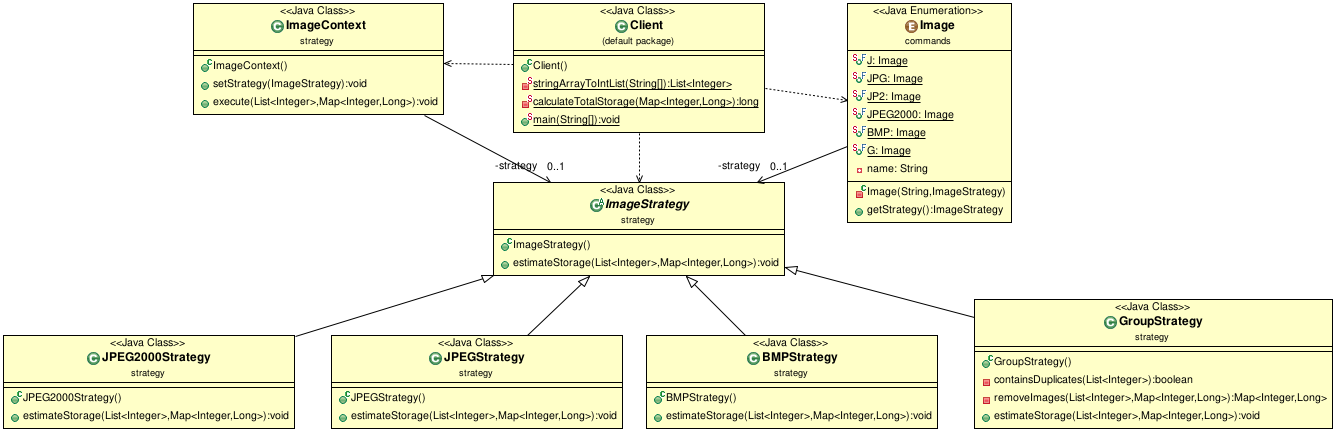 <<Java Class>>
ImageContext
strategy
ImageContext()
setStrategy(ImageStrategy):void
execute(List<Integer>,Map<Integer,Long>):void
<<Java Class>>
Client
(default package)
Client()
stringArrayToIntList(String[]):List<Integer>
calculateTotalStorage(Map<Integer,Long>):long
main(String[]):void
<<Java Enumeration>>
Image
commands
J: Image
JPG: Image
JP2: Image
JPEG2000: Image
BMP: Image
G: Image
name: String
Image(String,ImageStrategy)
getStrategy():ImageStrategy
-strategy 0..1
-strategy 0..1
<<Java Class>>
ImageStrategy
strategy
ImageStrategy()
estimateStorage(List<Integer>,Map<Integer,Long>):void
<<Java Class>>
JPEG2000Strategy
strategy
JPEG2000Strategy()
estimateStorage(List<Integer>,Map<Integer,Long>):void
<<Java Class>>
JPEGStrategy
strategy
JPEGStrategy()
estimateStorage(List<Integer>,Map<Integer,Long>):void
<<Java Class>>
BMPStrategy
strategy
BMPStrategy()
estimateStorage(List<Integer>,Map<Integer,Long>):void
<<Java Class>>
GroupStrategy
strategy
GroupStrategy()
containsDuplicates(List<Integer>):boolean
removeImages(List<Integer>,Map<Integer,Long>):Map<Integer,Long>
estimateStorage(List<Integer>,Map<Integer,Long>):void